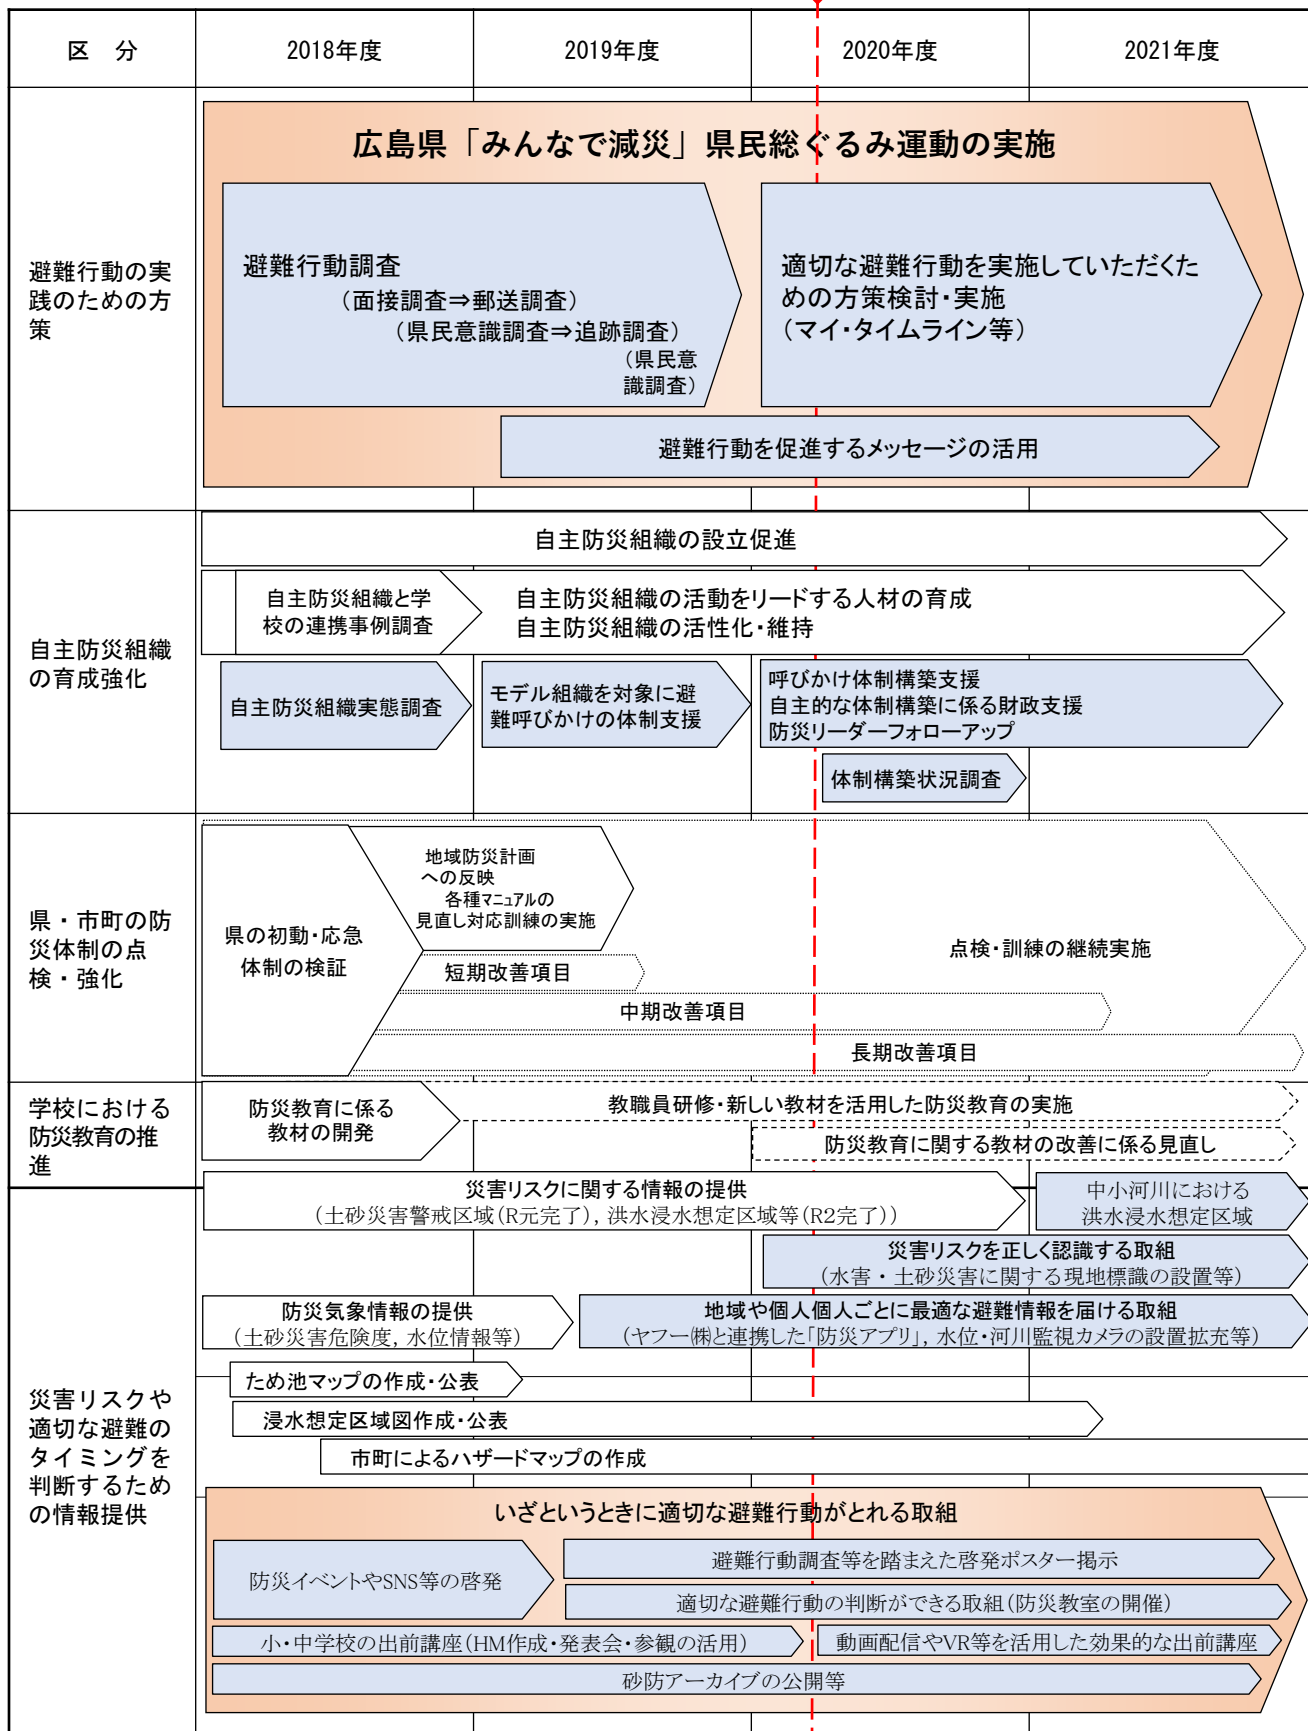 区　分
2018年度
2019年度
2020年度
2021年度
避難行動の実
践のための方
策
広島県「みんなで減災」県民総ぐるみ運動の実施
避難行動調査
（面接調査⇒郵送調査）
（県民意識調査⇒追跡調査）
（県民意
識調査）
適切な避難行動を実施していただくた
めの方策検討・実施
（マイ・タイムライン等）
避難行動を促進するメッセージの活用
自主防災組織
の育成強化
自主防災組織の設立促進
自主防災組織と学
校の連携事例調査
自主防災組織の活動をリードする人材の育成
自主防災組織の活性化・維持
自主防災組織実態調査
モデル組織を対象に避
難呼びかけの体制支援
呼びかけ体制構築支援
自主的な体制構築に係る財政支援
防災リーダーフォローアップ
体制構築状況調査
県・市町の防
災体制の点
検・強化
県の初動・応急
体制の検証
地域防災計画
への反映
各種マニュアルの
見直し対応訓練の実施
点検・訓練の継続実施
短期改善項目
中期改善項目
長期改善項目
学校における
防災教育の推
進
防災教育に係る
教材の開発
教職員研修・新しい教材を活用した防災教育の実施
防災教育に関する教材の改善に係る見直し
災害リスクや
適切な避難の
タイミングを
判断するため
の情報提供
災害リスクに関する情報の提供
（土砂災害警戒区域（R元完了），洪水浸水想定区域等（R2完了））
中小河川における
洪水浸水想定区域
災害リスクを正しく認識する取組
（水害・土砂災害に関する現地標識の設置等）
防災気象情報の提供
（土砂災害危険度，水位情報等）
地域や個人個人ごとに最適な避難情報を届ける取組
（ヤフー㈱と連携した「防災アプリ」，水位・河川監視カメラの設置拡充等）
ため池マップの作成・公表
浸水想定区域図作成・公表
市町によるハザードマップの作成
いざというときに適切な避難行動がとれる取組
防災イベントやSNS等の啓発
避難行動調査等を踏まえた啓発ポスター掲示
適切な避難行動の判断ができる取組（防災教室の開催）
小・中学校の出前講座（HM作成・発表会・参観の活用）
動画配信やVR等を活用した効果的な出前講座
砂防アーカイブの公開等